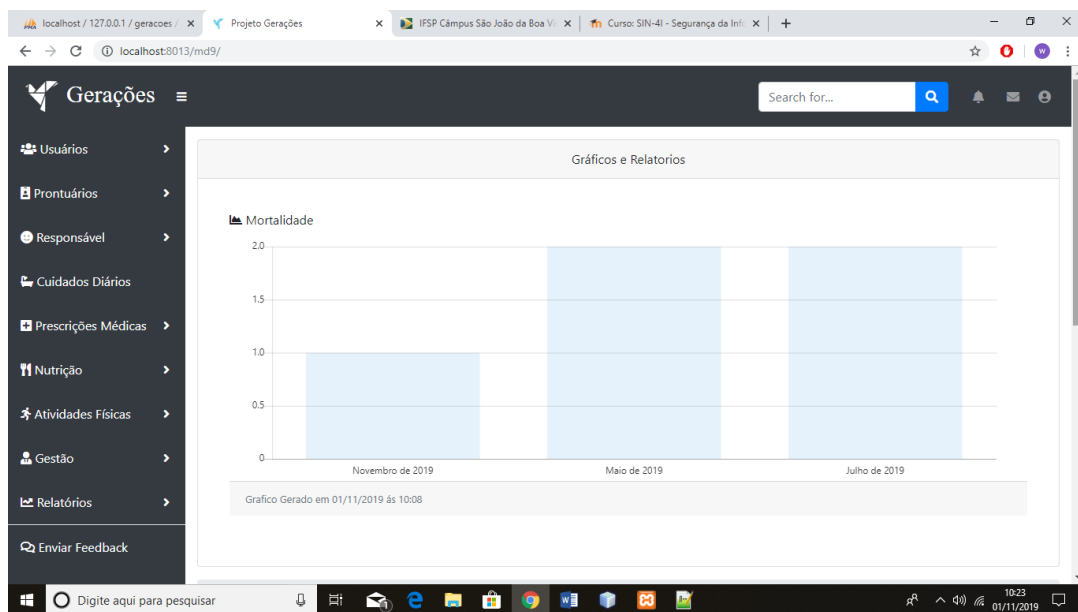 localhost / 127.0.0.1 / geracoes /
Projeto Gerações
IFSP Câmpus São João da Boa Vi
Curso: SIN-4I - Segurança da Info
localhost:8013/md9/
W
Gerações
Search for...
Usuários
Prontuários
Responsável
Cuidados Diários
Prescrições Médicas
Nutrição
Atividades Físicas
Gestão
Relatórios
Enviar Feedback
Gráficos e Relatorios
Mortalidade
2.0
1.5
1.0
0.5
0
Novembro de 2019
Maio de 2019
Julho de 2019
Grafico Gerado em 01/11/2019 ás 10:08
Digite aqui para pesquisar
10:23
01/11/2019